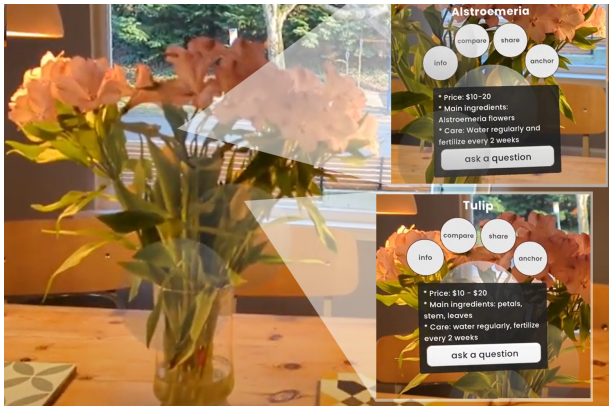 Alstroemeria
compare
share
info
anchor
* Price: $10-20
* Main ingredients:
Alstroemeria flowers
* Care: Water regularly and
fertilize every 2 weeks
ask a question
Tulip
compare
share
info
anchor
* Price: $10 - $20
* Main ingredients: petals,
stem, leaves
* Care: water regularly, fertilize
every 2 weeks
ask a question